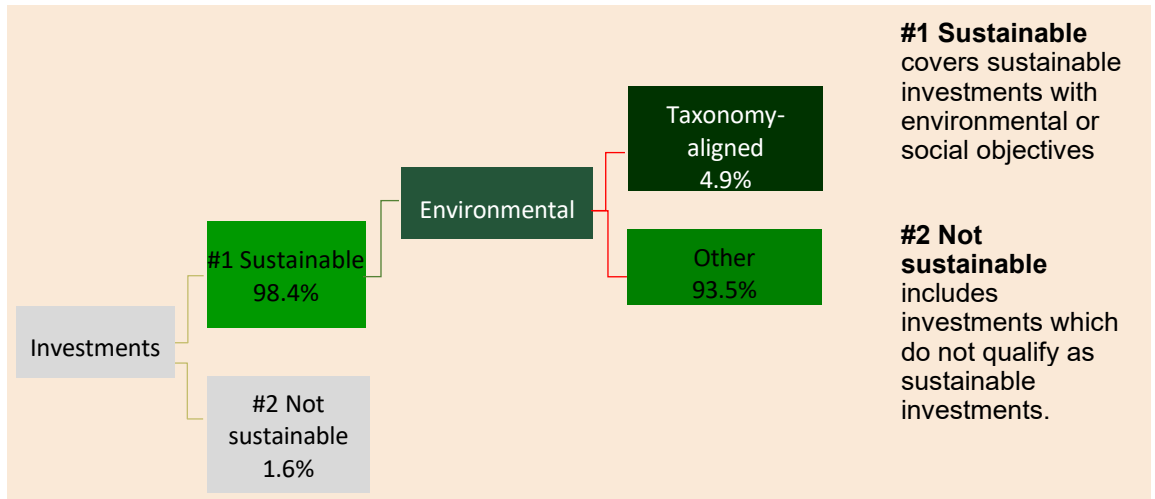 Investments
#1 Sustainable
98.4%
#2 Not
sustainable
1.6%
Environmental
Taxonomy-
aligned
4.9%
Other
93.5%
#1 Sustainable
covers sustainable
investments with
environmental or
social objectives
#2 Not
sustainable
includes
investments which
do not qualify as
sustainable
investments.